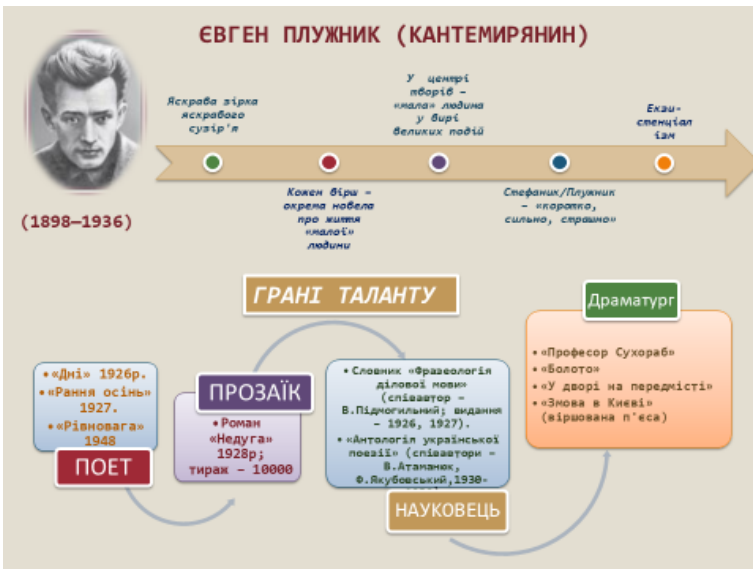 ЄВГЕН ПЛУЖНИК (КАНТЕМИРЯНИН)
(1898–1936)
Яскрава зірка
яскравого
сузір'я
Кожен вірш –
окрема новела
про життя
«малої»
людини
У центрі
творів –
«мала» людина
у вирі
великих подій
Стефаник/Плужник
– «коротко,
сильно, страшно»
Екзи-
стенціал
ізм
ГРАНІ ТАЛАНТУ
•«Дні» 1926р.
•«Рання осінь»
1927.
•«Рівновага»
1948
ПОЕТ
ПРОЗАЇК
•Роман
«Недуга»
1928р;
тираж – 10000
•Словник «Фразеологія
ділової мови»
(співавтор –
В.Підмогильний; видання
– 1926, 1927).
•«Антологія української
поезії» (співавтори –
В.Атаманюк,
Ф.Якубовський,1930-
НАУКОВЕЦЬ
Драматург
•«Професор Сухораб»
•«Болото»
•«У дворі на передмісті»
•«Змова в Києві»
(віршована п'єса)